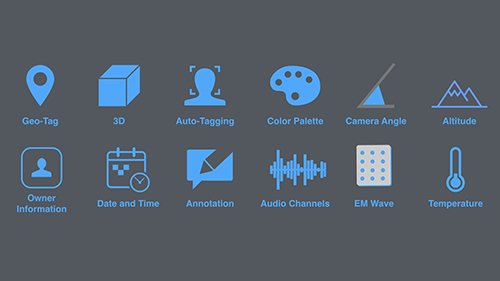 Geo-Tag
3D
Auto-Tagging
Color Palette
Camera Angle
Altitude
Owner
Information
Date and Time
Annotation
Audio Channels
EM Wave
Temperature